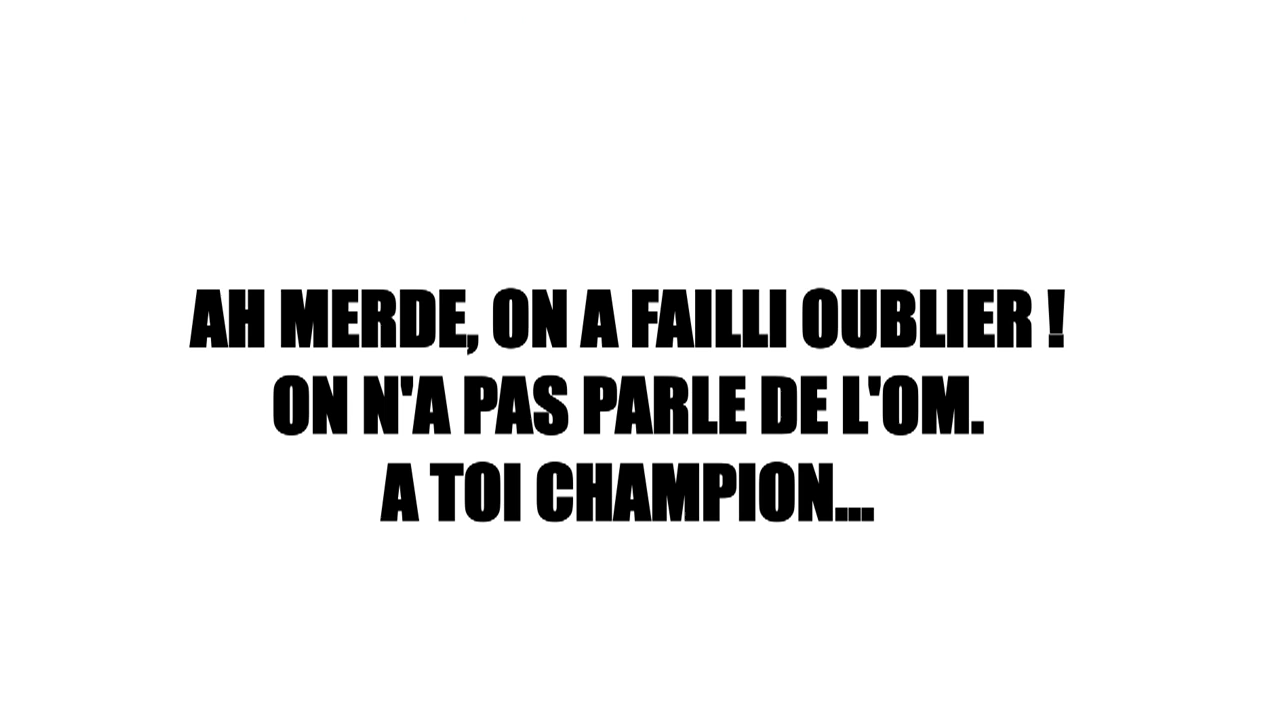 AH MERDE, ON A FAILLI OUBLIER !
ON N'A PAS PARLE DE L'OM.
A TOI CHAMPION...